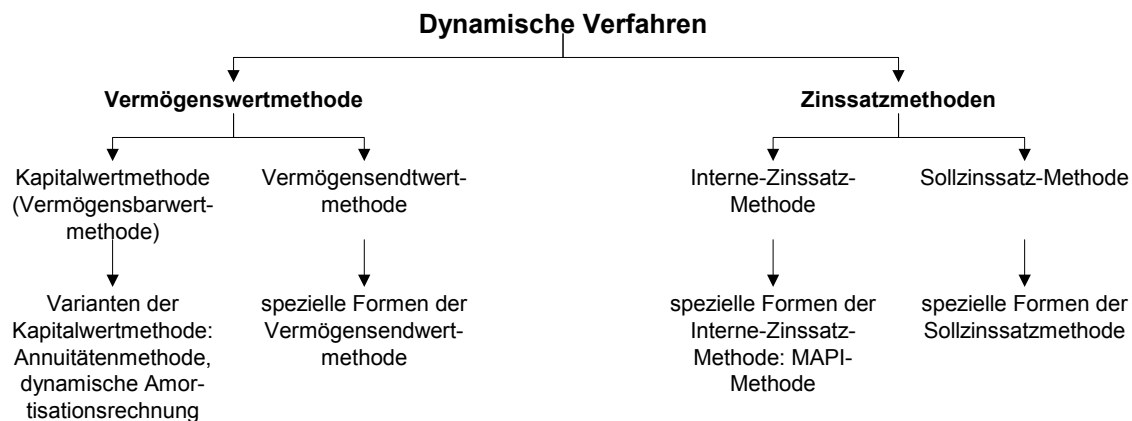 Dynamische Verfahren
Vermögenswertmethode
Zinssatzmethoden
Kapitalwertmethode
(Vermögensbarwert-
methode)
Vermögensendtwert-
methode
Interne-Zinssatz-
Methode
Sollzinssatz-Methode
Varianten der
Kapitalwertmethode:
Annuitätenmethode,
dynamische Amor-
tisationsrechnung
spezielle Formen der
Vermögensendwert-
methode
spezielle Formen der
Interne-Zinssatz-
Methode: MAPI-
Methode
spezielle Formen der
Sollzinssatzmethode